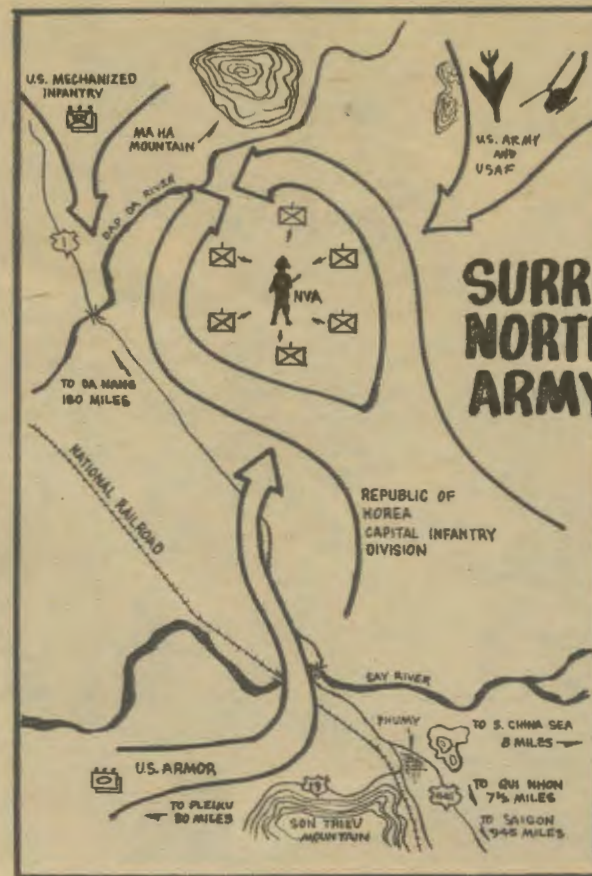 U.S. MECHANIZED
INFANTRY
MA HA
MOUNTAIN
U.S. ARMY
AND
USAF
DAP DA RIVER
1
NVA
SURR
NORTH
ARMY
TO DA NANG
180 MILES
NATIONAL RAILROAD
REPUBLIC OF
KOREA
CAPITAL INFANTRY
DIVISION
CAY RIVER
PHUMY
TO S. CHINA SEA
8 MILES
U.S. ARMOR
TO PLEIKU
80 MILES
19
SON THIEU
MOUNTAIN
TO QUI NHON
7½ MILES
TO SAIGON
945 MILES